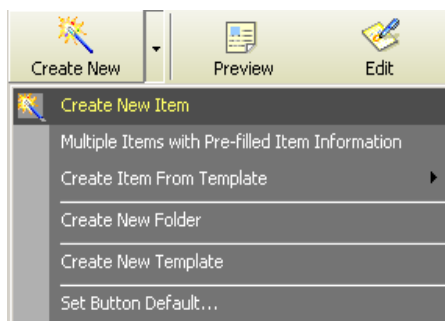 Create New Preview Edit
Create New Item
Multiple Items with Pre-filled Item Information
Create Item From Template
Create New Folder
Create New Template
Set Button Default...